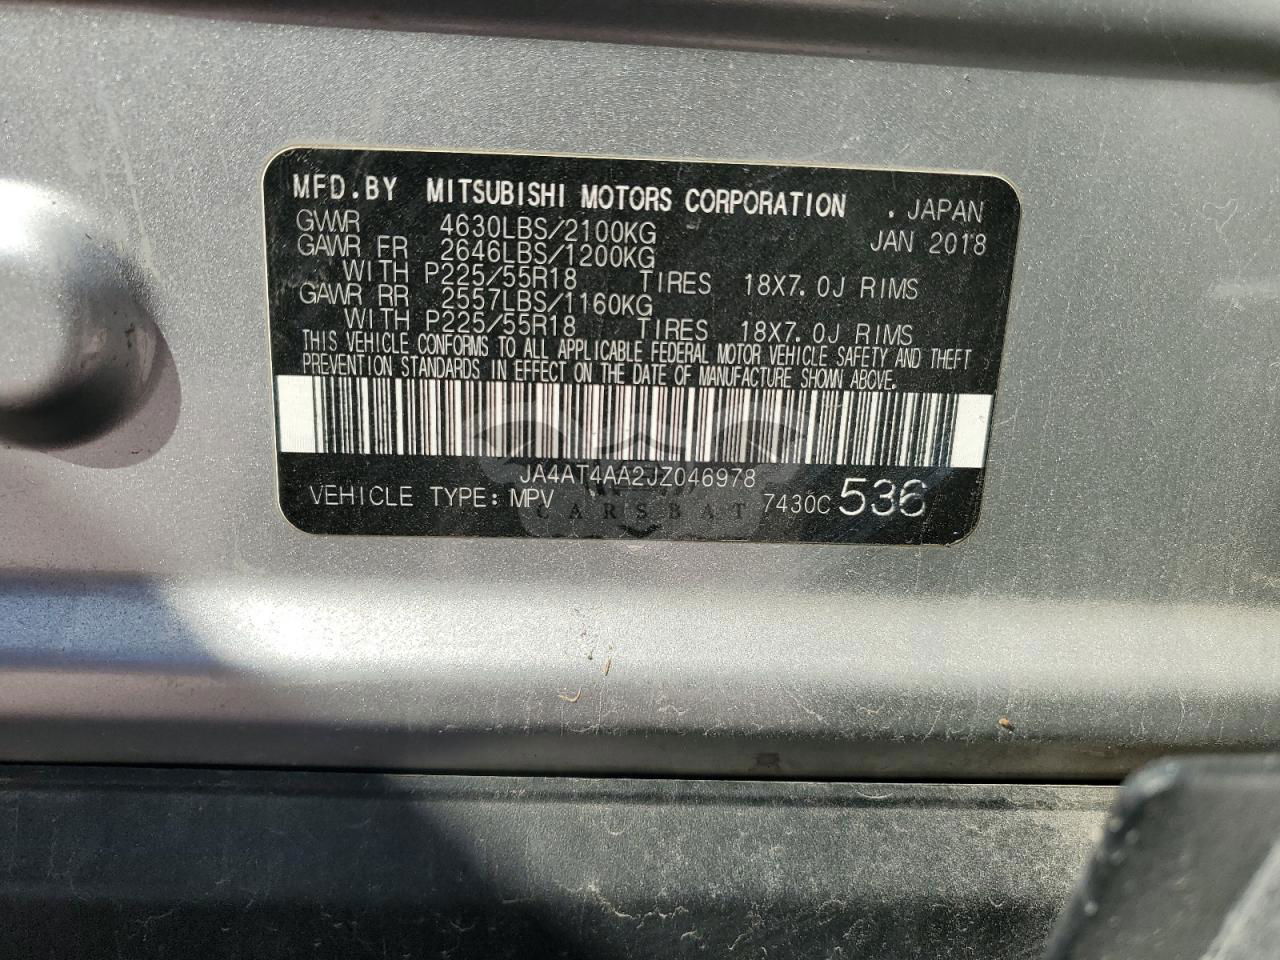 MFD.BY MITSUBISHI MOTORS CORPORATION . JAPAN
GVWR 4630LBS/2100KG JAN 2018
GAWR FR 2646LBS/1200KG
WITH P225/55R18 TIRES 18X7.0J RIMS
GAWR RR 2557LBS/1160KG
WITH P225/55R18 TIRES 18X7.0J RIMS
THIS VEHICLE CONFORMS TO ALL APPLICABLE FEDERAL MOTOR VEHICLE SAFETY AND THEFT
PREVENTION STANDARDS IN EFFECT ON THE DATE OF MANUFACTURE SHOWN ABOVE.
JA4AT4AA2JZ046978
VEHICLE TYPE: MPV 7430C 536
CARSBAT